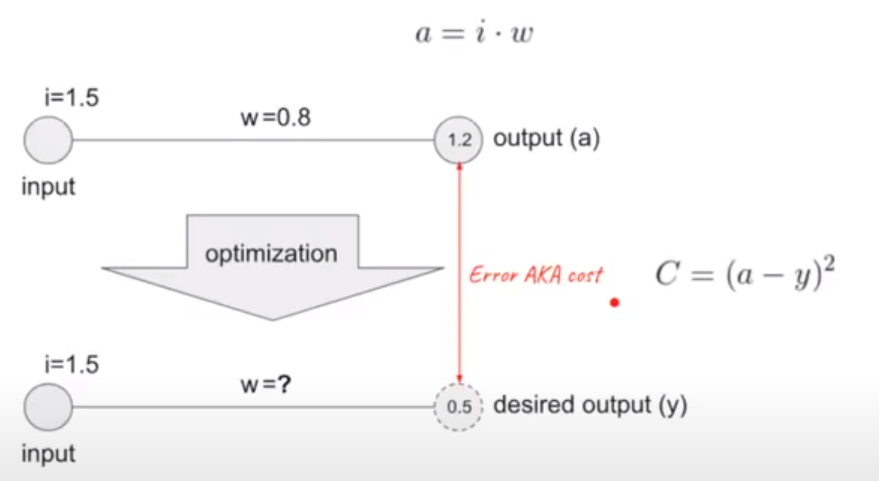 a = i · w
i=1.5
w=0.8
1.2
output (a)
input
optimization
Error AKA cost
C = (a − y)²
i=1.5
w=?
0.5
desired output (y)
input